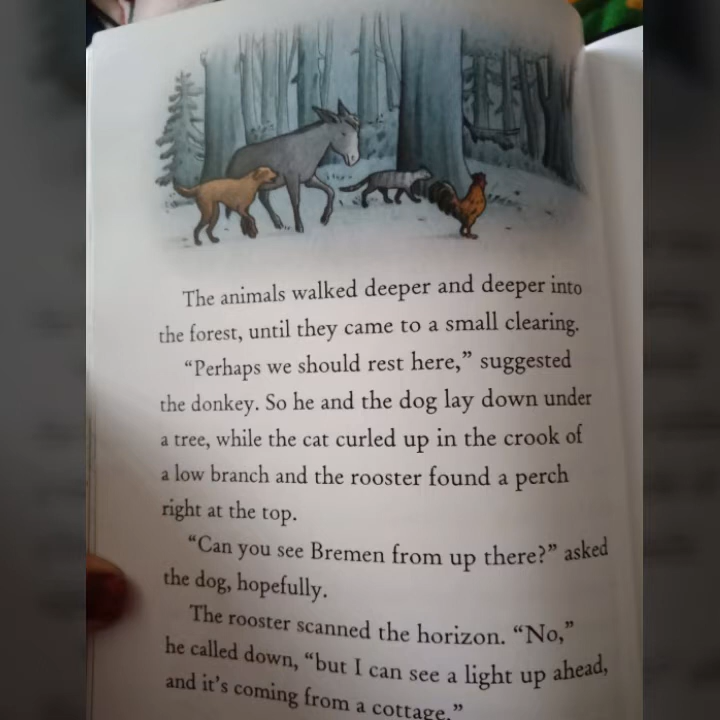 The animals walked deeper and deeper into
the forest, until they came to a small clearing.
“Perhaps we should rest here,” suggested
the donkey. So he and the dog lay down under
a tree, while the cat curled up in the crook of
a low branch and the rooster found a perch
right at the top.
“Can you see Bremen from up there?” asked
the dog, hopefully.
The rooster scanned the horizon. “No,”
he called down, “but I can see a light up ahead,
and it’s coming from a cottage.”